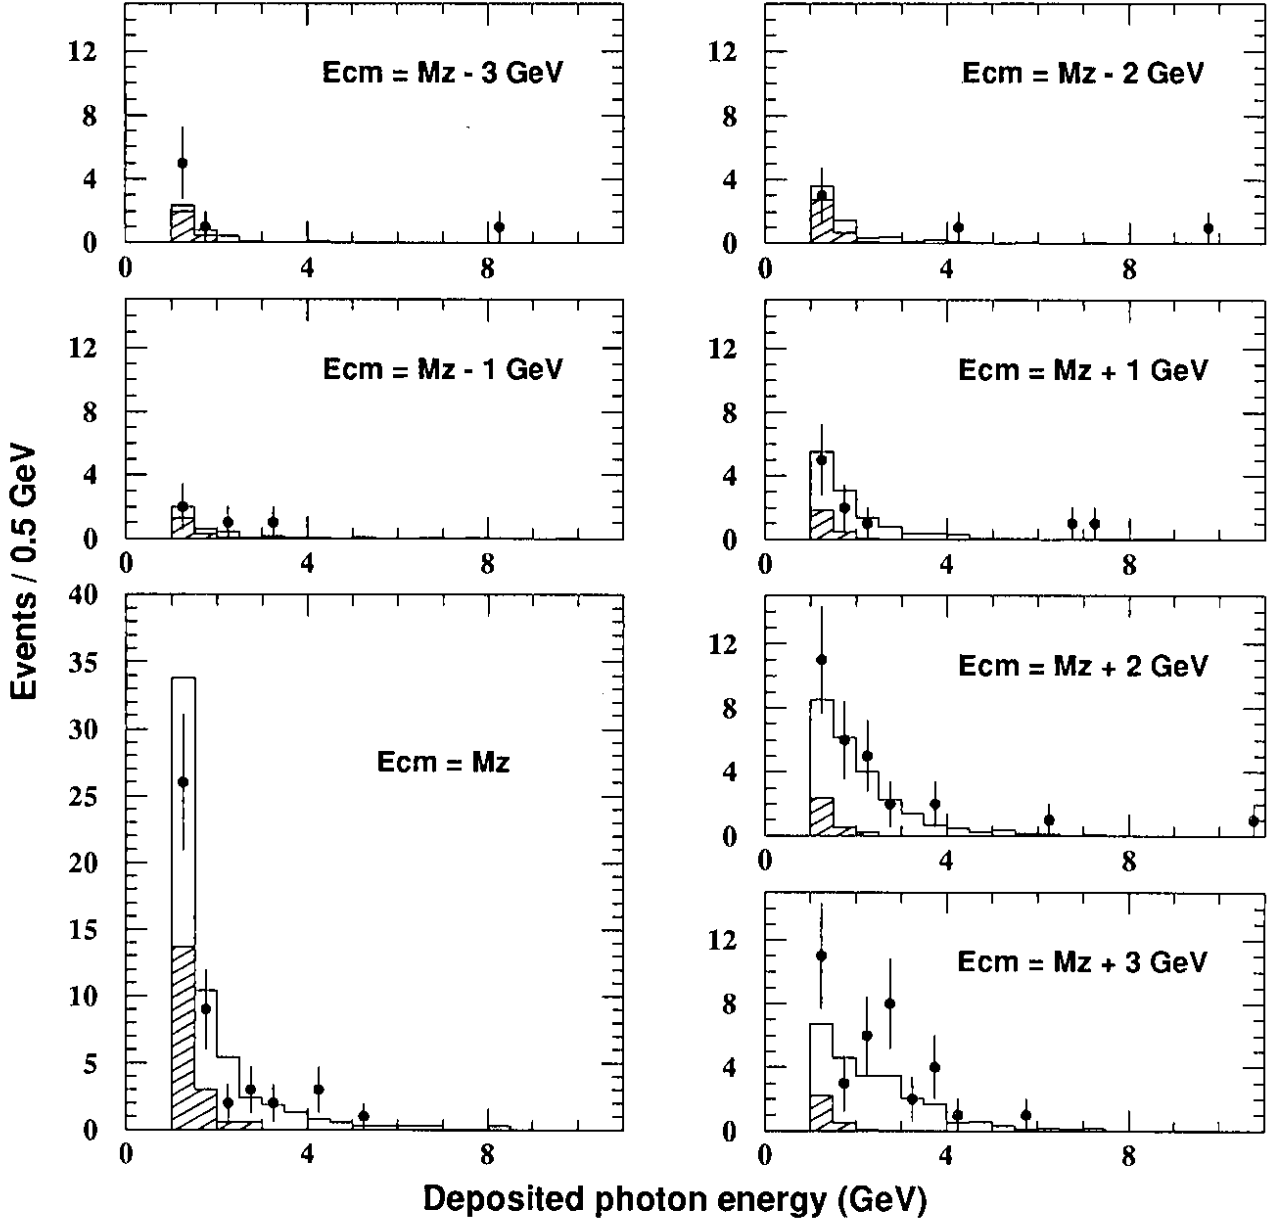 12
8
4
0
0 4 8
Ecm = Mz - 3 GeV
12
8
4
0
0 4 8
Ecm = Mz - 2 GeV
12
8
4
0
0 4 8
Ecm = Mz - 1 GeV
12
8
4
0
0 4 8
Ecm = Mz + 1 GeV
Events / 0.5 GeV
40
35
30
25
20
15
10
5
0
0 4 8
Ecm = Mz
12
8
4
0
0 4 8
Ecm = Mz + 2 GeV
12
8
4
0
0 4 8
Ecm = Mz + 3 GeV
Deposited photon energy (GeV)